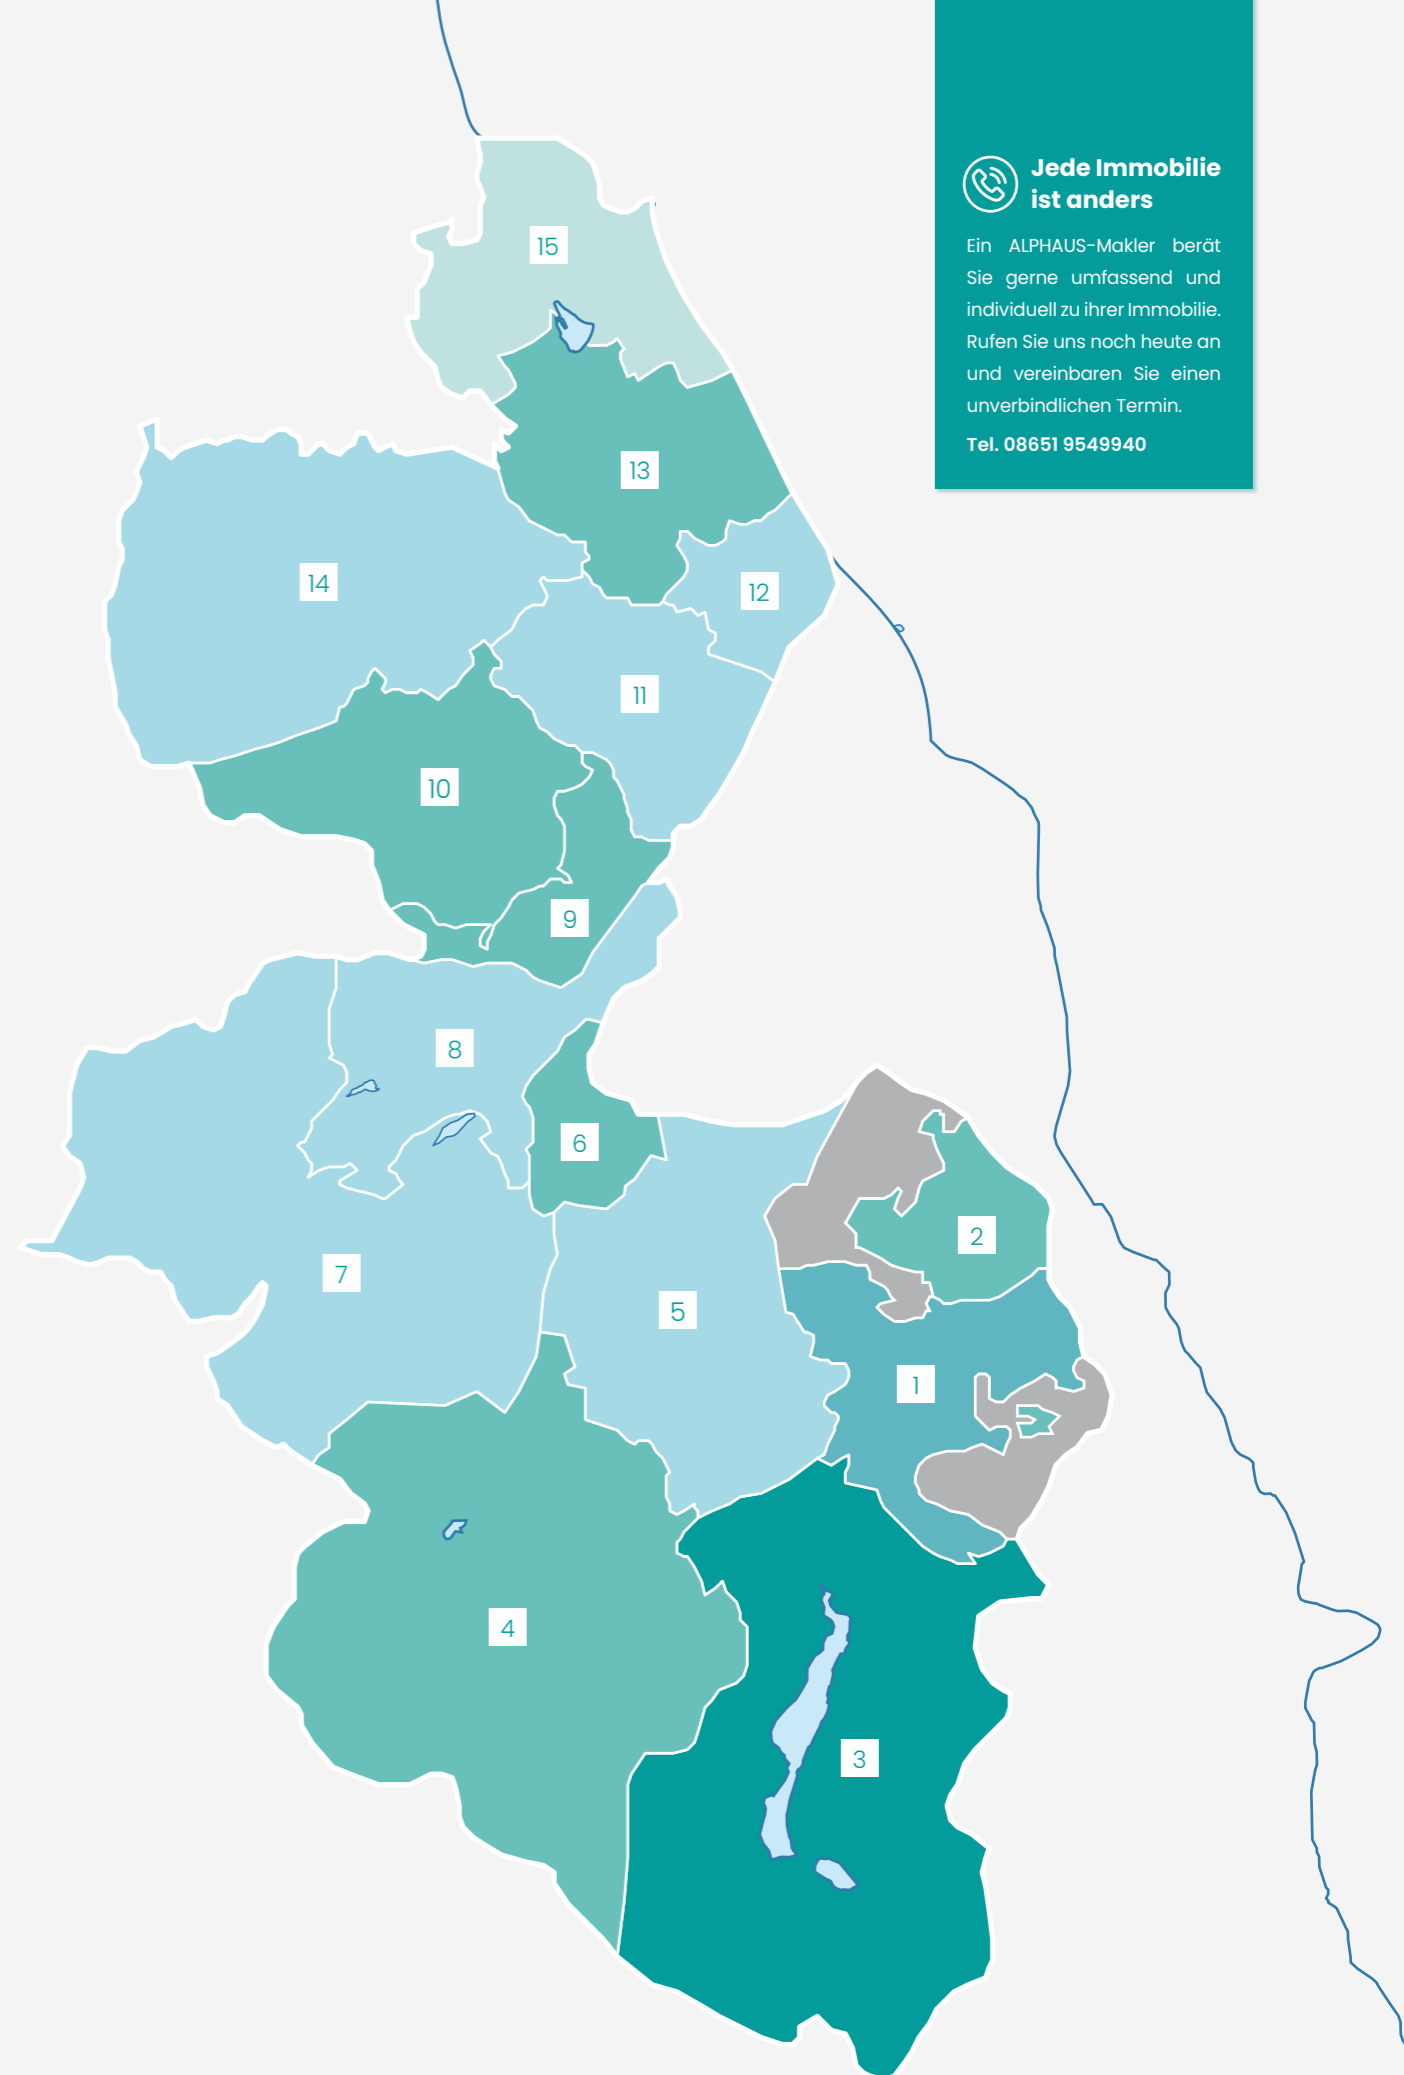 Jede Immobilie
ist anders
Ein ALPHAUS-Makler berät
Sie gerne umfassend und
individuell zu ihrer Immobilie.
Rufen Sie uns noch heute an
und vereinbaren Sie einen
unverbindlichen Termin.
Tel. 08651 9549940
15
13
14
12
11
10
9
8
6
2
7
5
1
4
3